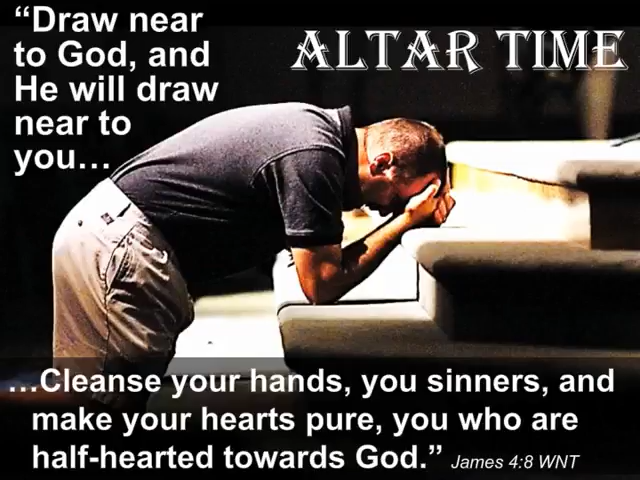 “Draw near
to God, and
He will draw
near to
you…
ALTAR TIME
…Cleanse your hands, you sinners, and
make your hearts pure, you who are
half-hearted towards God.” James 4:8 WNT